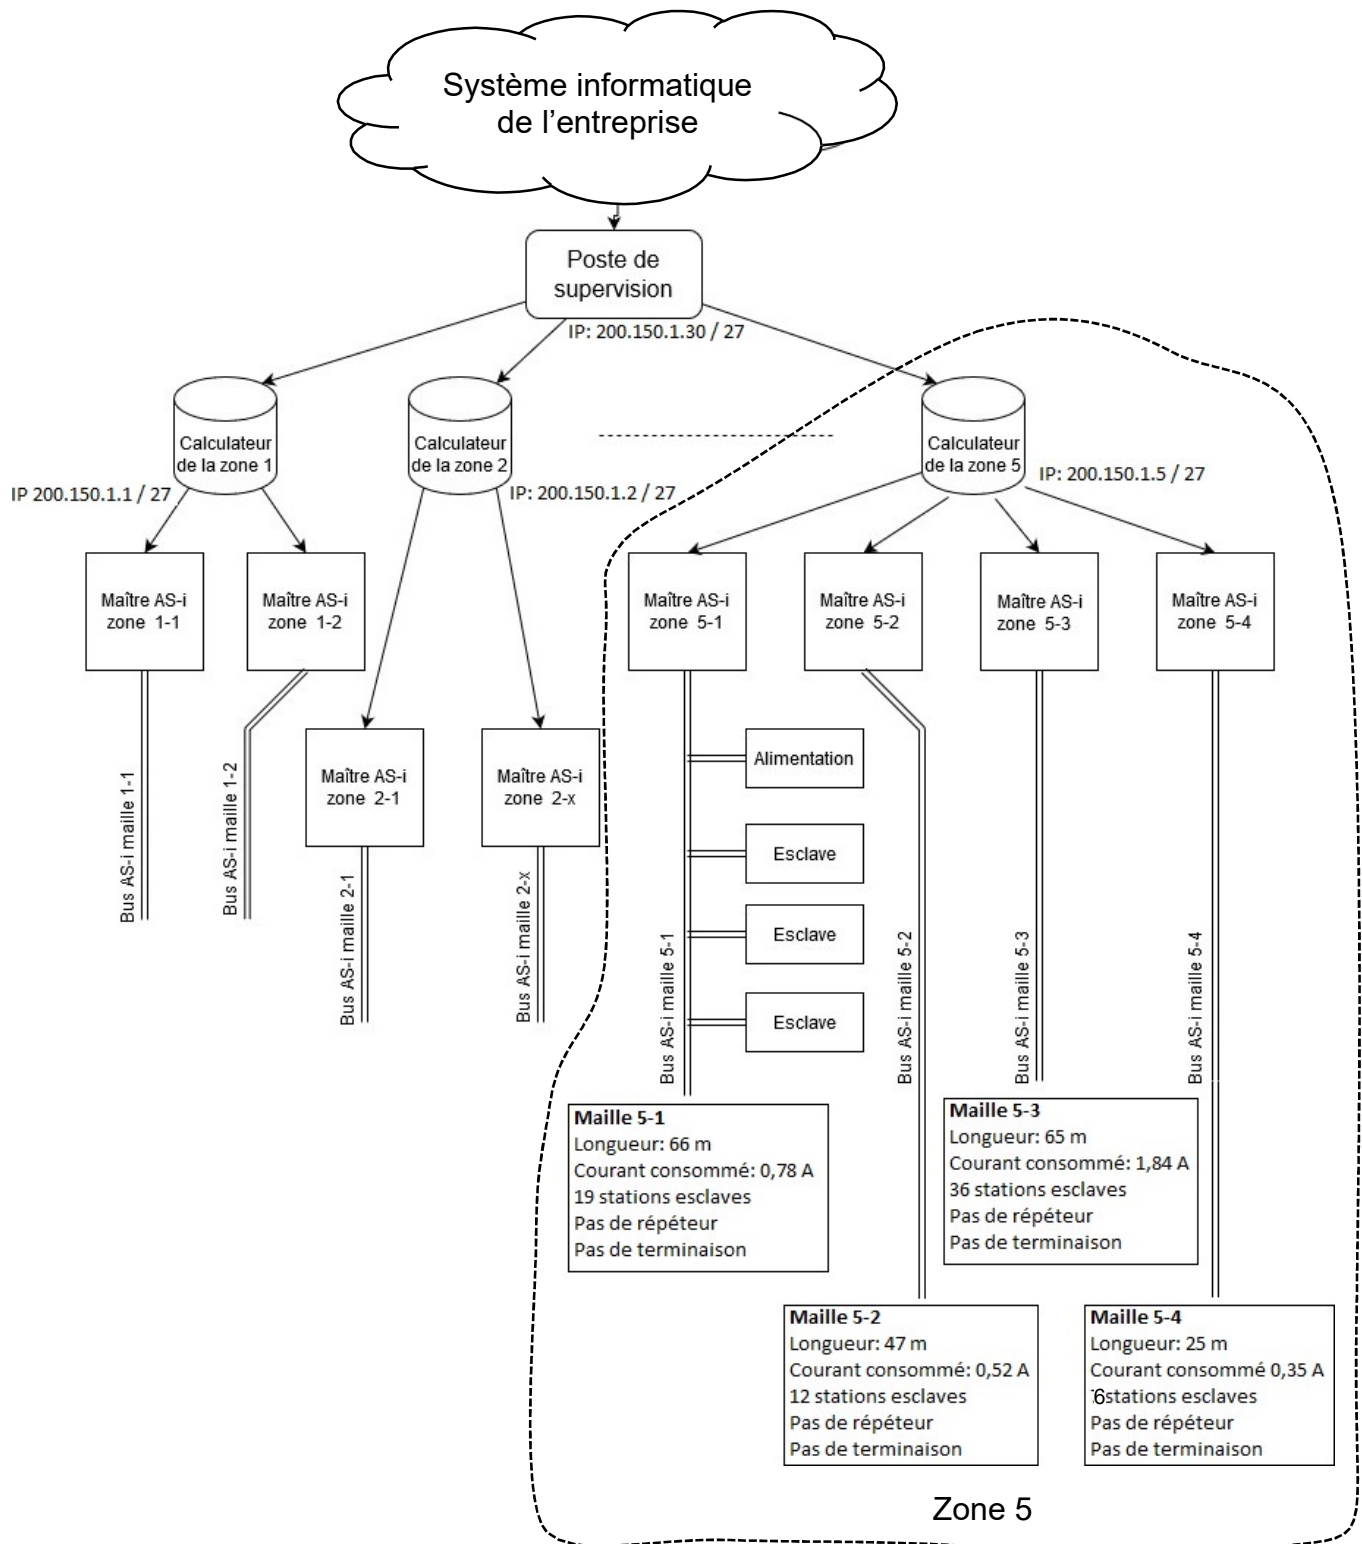 Système informatique
de l'entreprise
Poste de
supervision
IP: 200.150.1.30 / 27
Calculateur
de la zone 1
IP 200.150.1.1 / 27
Calculateur
de la zone 2
IP: 200.150.1.2 / 27
Calculateur
de la zone 5
IP: 200.150.1.5 / 27
Maître AS-i
zone 1-1
Maître AS-i
zone 1-2
Maître AS-i
zone 5-1
Maître AS-i
zone 5-2
Maître AS-i
zone 5-3
Maître AS-i
zone 5-4
Maître AS-i
zone 2-1
Maître AS-i
zone 2-x
Alimentation
Esclave
Esclave
Esclave
Bus AS-i maille 1-1
Bus AS-i maille 1-2
Bus AS-i maille 2-1
Bus AS-i maille 2-x
Bus AS-i maille 5-1
Bus AS-i maille 5-2
Bus AS-i maille 5-3
Bus AS-i maille 5-4
Maille 5-1
Longueur: 66 m
Courant consommé: 0,78 A
19 stations esclaves
Pas de répéteur
Pas de terminaison
Maille 5-3
Longueur: 65 m
Courant consommé: 1,84 A
36 stations esclaves
Pas de répéteur
Pas de terminaison
Maille 5-2
Longueur: 47 m
Courant consommé: 0,52 A
12 stations esclaves
Pas de répéteur
Pas de terminaison
Maille 5-4
Longueur: 25 m
Courant consommé 0,35 A
6stations esclaves
Pas de répéteur
Pas de terminaison
Zone 5